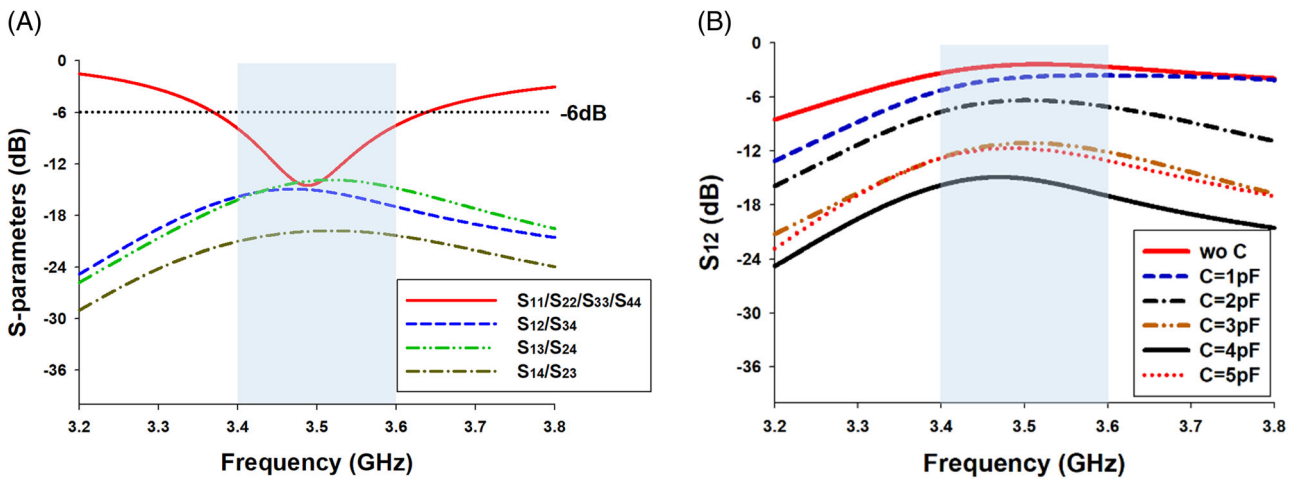 (A)
0
-6
-12
-18
-24
-30
-36
S-parameters (dB)
-6dB
S11/S22/S33/S44
S12/S34
S13/S24
S14/S23
3.2 3.3 3.4 3.5 3.6 3.7 3.8
Frequency (GHz)
(B)
0
-6
-12
-18
-24
-30
-36
S12 (dB)
wo C
C=1pF
C=2pF
C=3pF
C=4pF
C=5pF
3.2 3.3 3.4 3.5 3.6 3.7 3.8
Frequency (GHz)